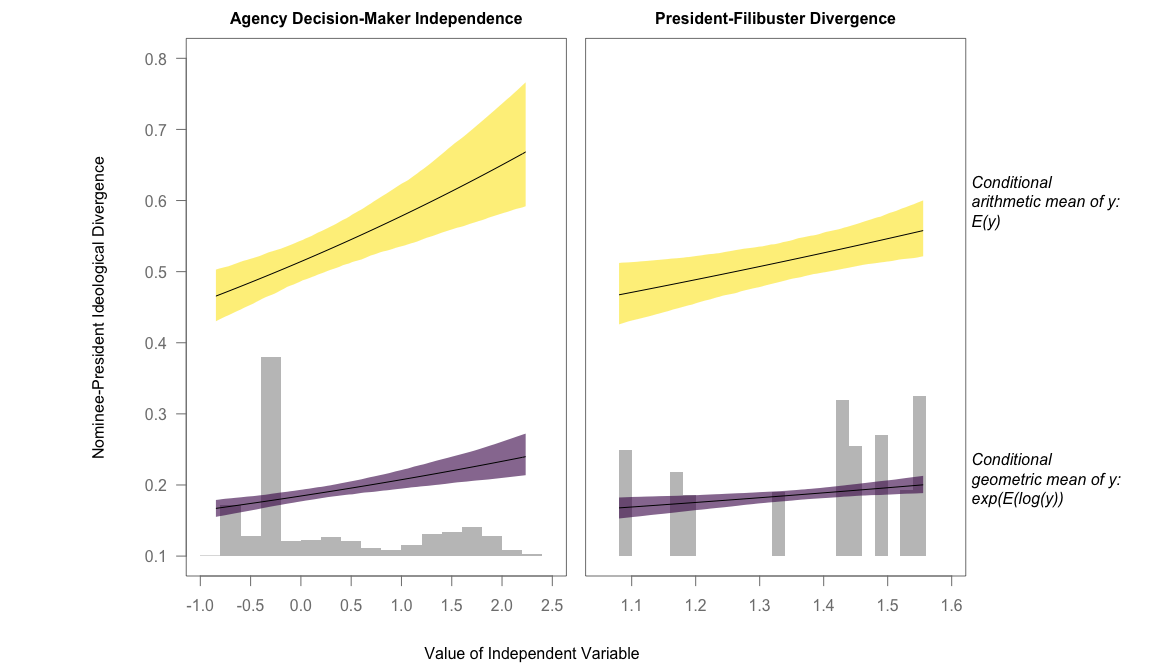 Agency Decision-Maker Independence
President-Filibuster Divergence
Nominee-President Ideological Divergence
0.8
0.7
0.6
0.5
0.4
0.3
0.2
0.1
-1.0 -0.5 0.0 0.5 1.0 1.5 2.0 2.5
1.1 1.2 1.3 1.4 1.5 1.6
Conditional
arithmetic mean of y:
E(y)
Conditional
geometric mean of y:
exp(E(log(y))
Value of Independent Variable